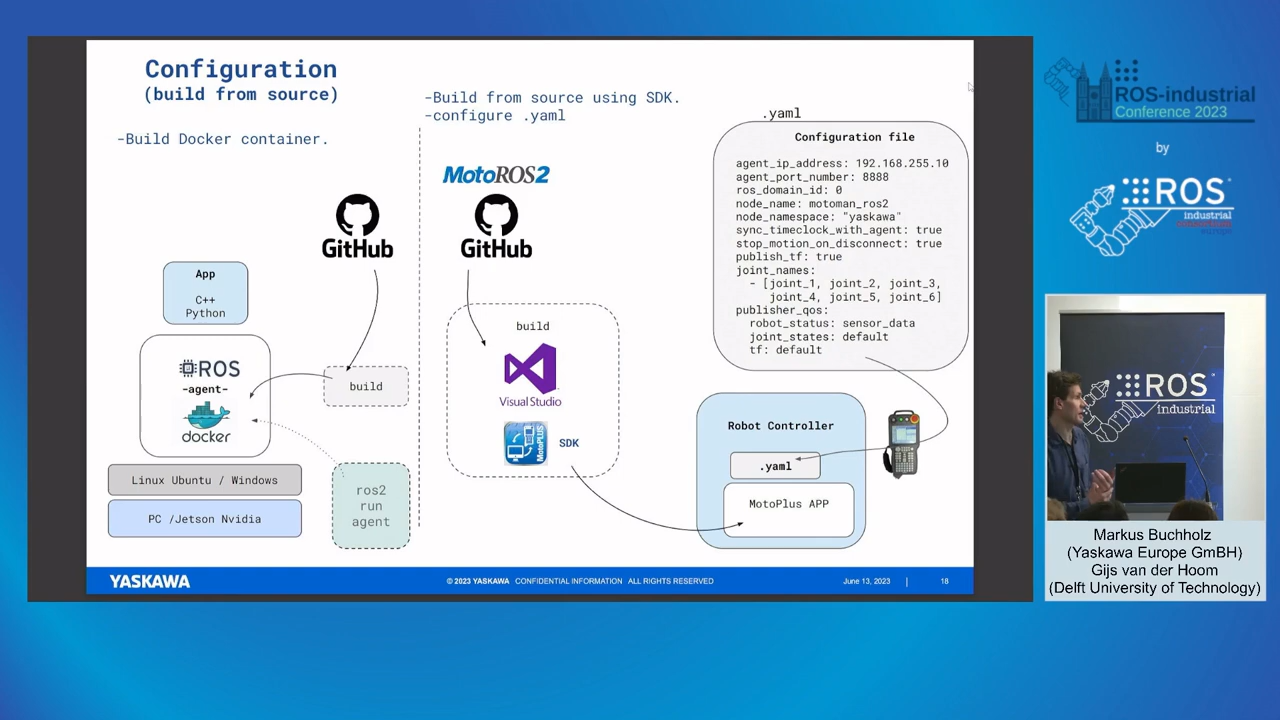 Configuration
(build from source)
-Build Docker container.
-Build from source using SDK.
-configure .yaml
MotoROS2
GitHub
GitHub
App
C++
Python
ROS
-agent-
docker
build
Linux Ubuntu / Windows
PC /Jetson Nvidia
ros2
run
agent
build
Visual Studio
MotoPLUS
SDK
.yaml
Configuration file
agent_ip_address: 192.168.255.10
agent_port_number: 8888
ros_domain_id: 0
node_name: motoman_ros2
node_namespace: "yaskawa"
sync_timeclock_with_agent: true
stop_motion_on_disconnect: true
publish_tf: true
joint_names:
- [joint_1, joint_2, joint_3,
joint_4, joint_5, joint_6]
publisher_qos:
robot_status: sensor_data
joint_states: default
tf: default
Robot Controller
.yaml
MotoPlus APP
YASKAWA
© 2023 YASKAWA CONFIDENTIAL INFORMATION ALL RIGHTS RESERVED
June 13, 2023 | 18
ROS-industrial
Conference 2023
by
ROS
industrial
europe
ROS
industrial
Markus Buchholz
(Yaskawa Europe GmBH)
Gijs van der Hoom
(Delft University of Technology)